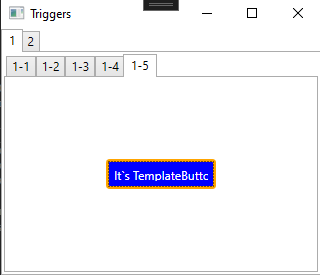 Triggers
1 2
1-1 1-2 1-3 1-4 1-5
It`s TemplateButtc